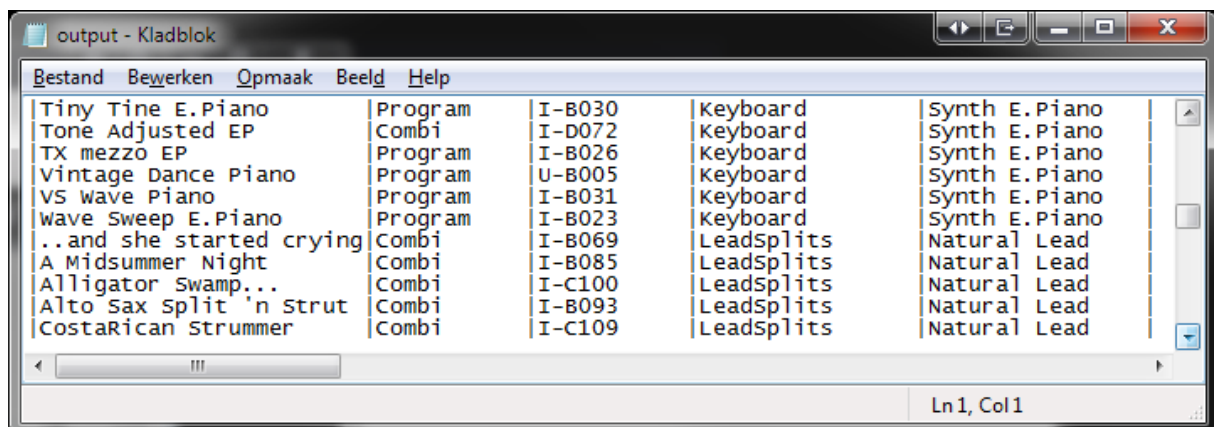 output - Kladblok
Bestand Bewerken Opmaak Beeld Help
|Tiny Tine E.Piano |Program |I-B030 |Keyboard |Synth E.Piano |
|Tone Adjusted EP |Combi |I-D072 |Keyboard |Synth E.Piano |
|TX mezzo EP |Program |I-B026 |Keyboard |Synth E.Piano |
|Vintage Dance Piano |Program |U-B005 |Keyboard |Synth E.Piano |
|VS Wave Piano |Program |I-B031 |Keyboard |Synth E.Piano |
|Wave Sweep E.Piano |Program |I-B023 |Keyboard |Synth E.Piano |
|..and she started crying|Combi |I-B069 |LeadSplits |Natural Lead |
|A Midsummer Night |Combi |I-B085 |LeadSplits |Natural Lead |
|Alligator Swamp... |Combi |I-C100 |LeadSplits |Natural Lead |
|Alto Sax Split 'n Strut |Combi |I-B093 |LeadSplits |Natural Lead |
|CostaRican Strummer |Combi |I-C109 |LeadSplits |Natural Lead |
Ln 1, Col 1